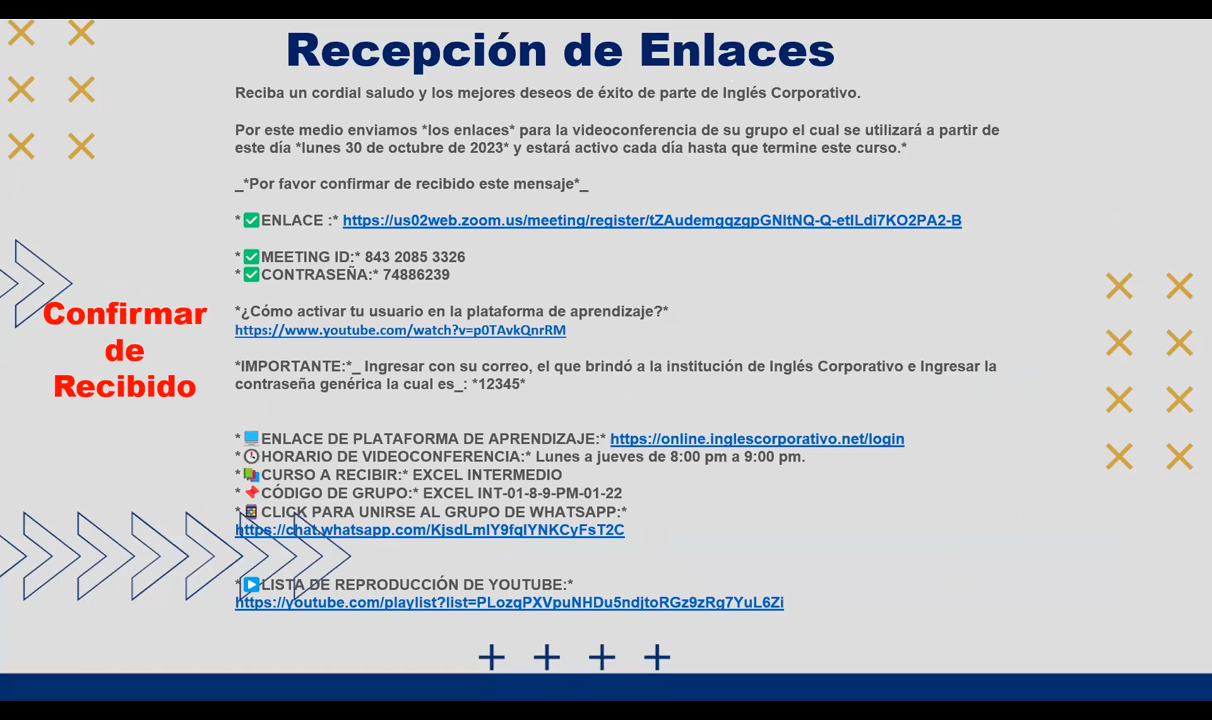 Recepción de Enlaces
Reciba un cordial saludo y los mejores deseos de éxito de parte de Inglés Corporativo.
Por este medio enviamos *los enlaces* para la videoconferencia de su grupo el cual se utilizará a partir de
este día *lunes 30 de octubre de 2023* y estará activo cada día hasta que termine este curso.*
_*Por favor confirmar de recibido este mensaje*_
*✅ENLACE :* https://us02web.zoom.us/meeting/register/tZAudemgqzgpGNItNQ-Q-etlLdi7KO2PA2-B
*✅MEETING ID:* 843 2085 3326
*✅CONTRASEÑA:* 74886239
Confirmar
de
Recibido
*¿Cómo activar tu usuario en la plataforma de aprendizaje?*
https://www.youtube.com/watch?v=p0TAvkQnrRM
*IMPORTANTE:*_ Ingresar con su correo, el que brindó a la institución de Inglés Corporativo e Ingresar la
contraseña genérica la cual es_: *12345*
*🖥️ENLACE DE PLATAFORMA DE APRENDIZAJE:* https://online.inglescorporativo.net/login
*🕒HORARIO DE VIDEOCONFERENCIA:* Lunes a jueves de 8:00 pm a 9:00 pm.
*📚CURSO A RECIBIR:* EXCEL INTERMEDIO
*📌CÓDIGO DE GRUPO:* EXCEL INT-01-8-9-PM-01-22
*📱CLICK PARA UNIRSE AL GRUPO DE WHATSAPP:*
https://chat.whatsapp.com/KjsdLmlY9fqIYNKCyFsT2C
*▶️LISTA DE REPRODUCCIÓN DE YOUTUBE:*
https://youtube.com/playlist?list=PLozqPXVpuNHDu5ndjtoRGz9zRg7YuL6Zi